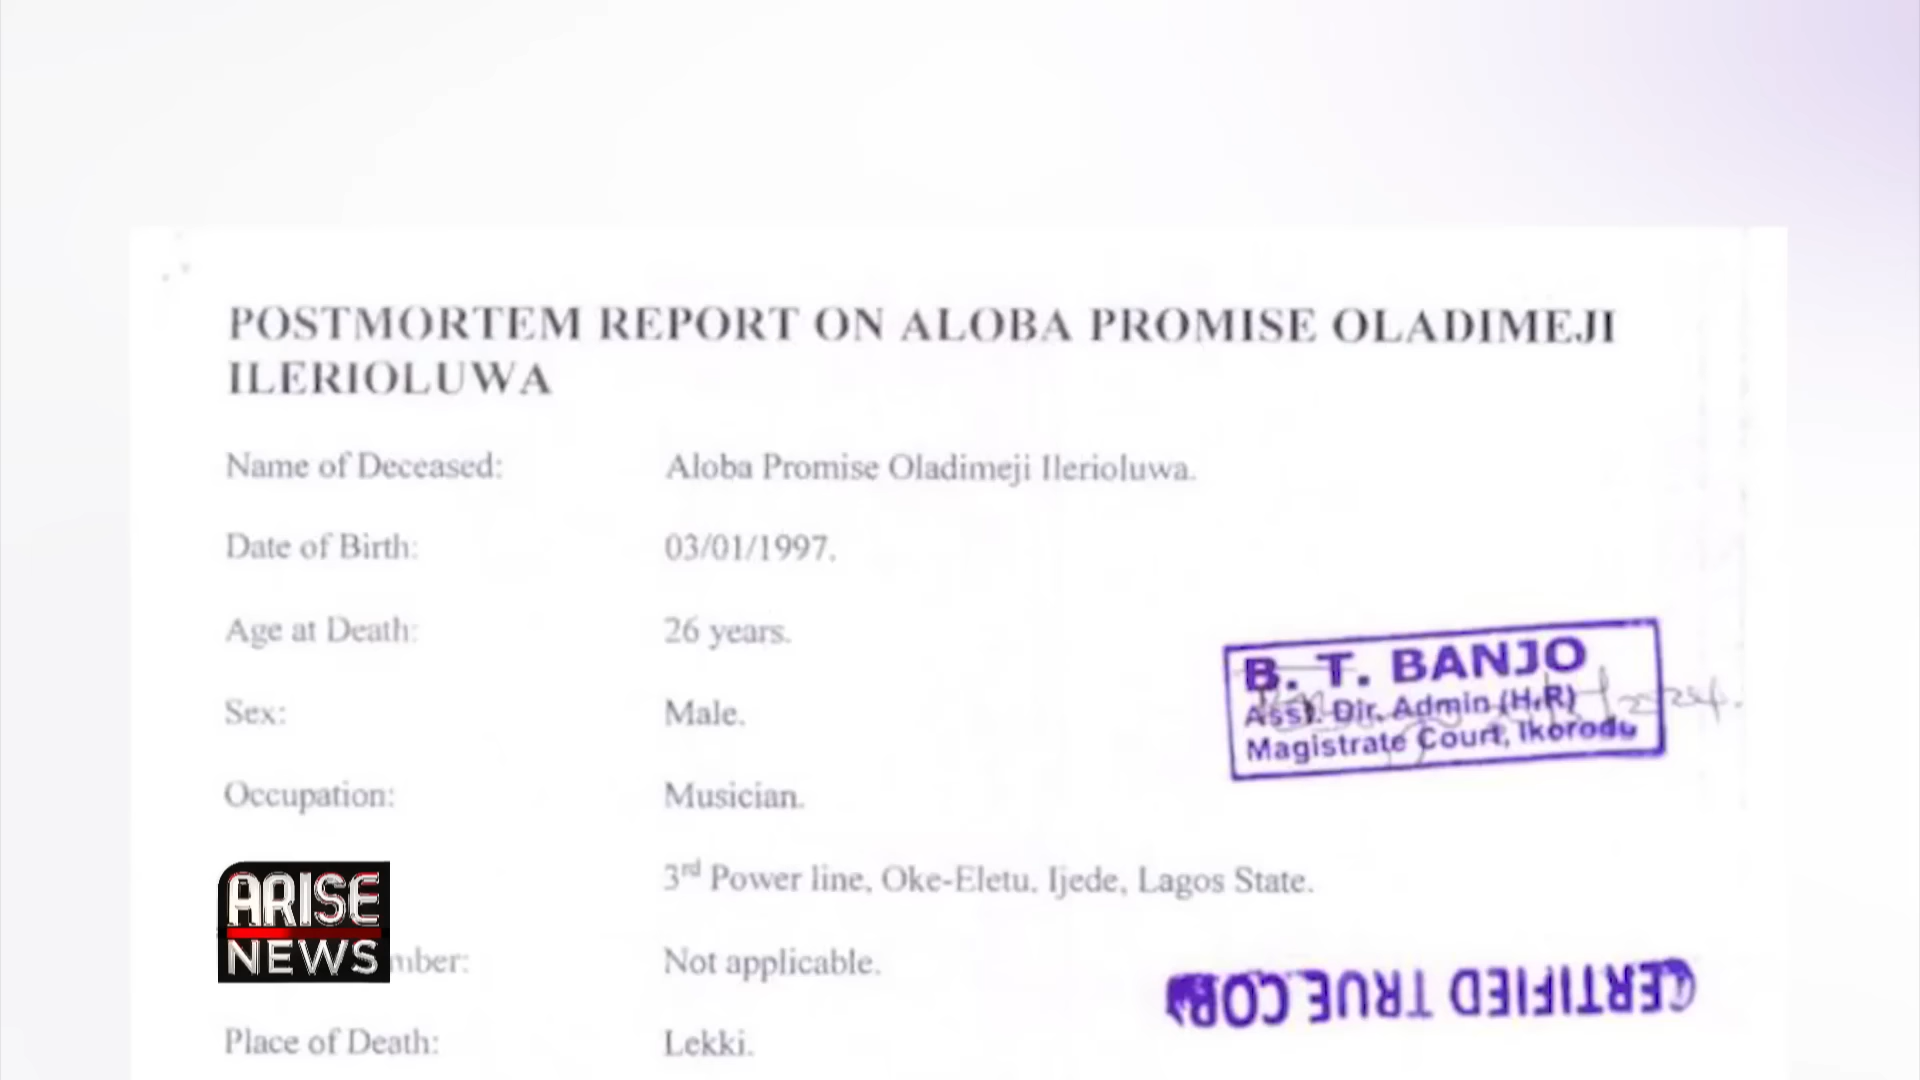 POSTMORTEM REPORT ON ALOBA PROMISE OLADIMEJI
ILERIOLUWA
Name of Deceased: Aloba Promise Oladimeji Ilerioluwa.
Date of Birth: 03/01/1997.
Age at Death: 26 years.
Sex: Male.
B. T. BANJO
Asst. Dir. Admin (H.R)
Magistrate Court, Ikorodu
Occupation: Musician.
3rd Power line, Oke-Eletu, Ijede, Lagos State.
ARISE
NEWS
mber: Not applicable.
CERTIFIED TRUE COPY
Place of Death: Lekki.